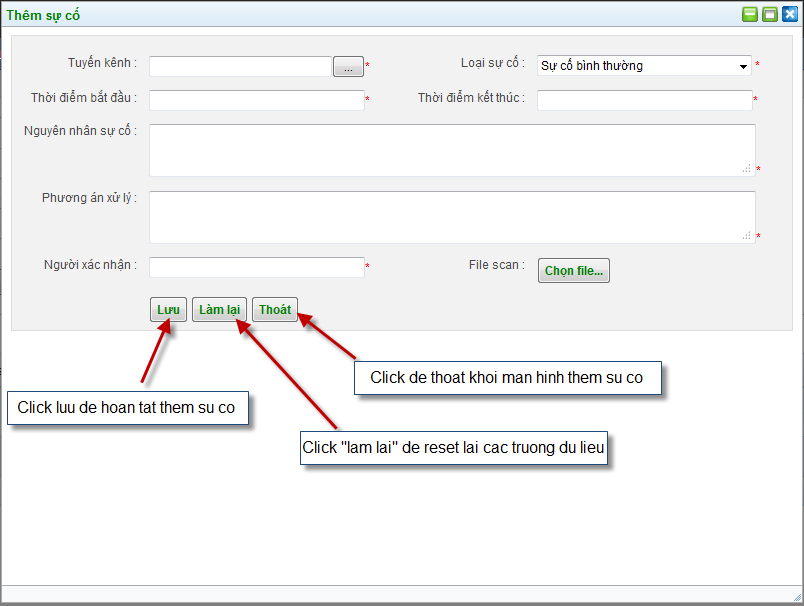 Thêm sự cố
Tuyến kênh : ... * Loại sự cố : Sự cố bình thường *
Thời điểm bắt đầu : * Thời điểm kết thúc : *
Nguyên nhân sự cố : *
Phương án xử lý : *
Người xác nhận : * File scan : Chọn file...
Lưu Làm lại Thoát
Click de thoat khoi man hinh them su co
Click luu de hoan tat them su co
Click "lam lai" de reset lai cac truong du lieu